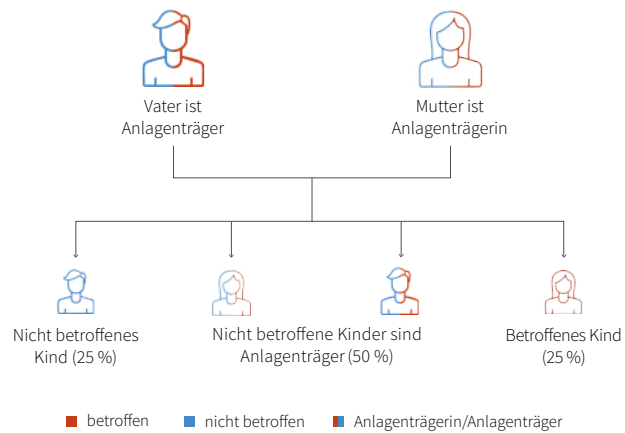 Vater ist
Anlagenträger
Mutter ist
Anlagenträgerin
Nicht betroffenes
Kind (25 %)
Nicht betroffene Kinder sind
Anlagenträger (50 %)
Betroffenes Kind
(25 %)
betroffen
nicht betroffen
Anlagenträgerin/Anlagenträger